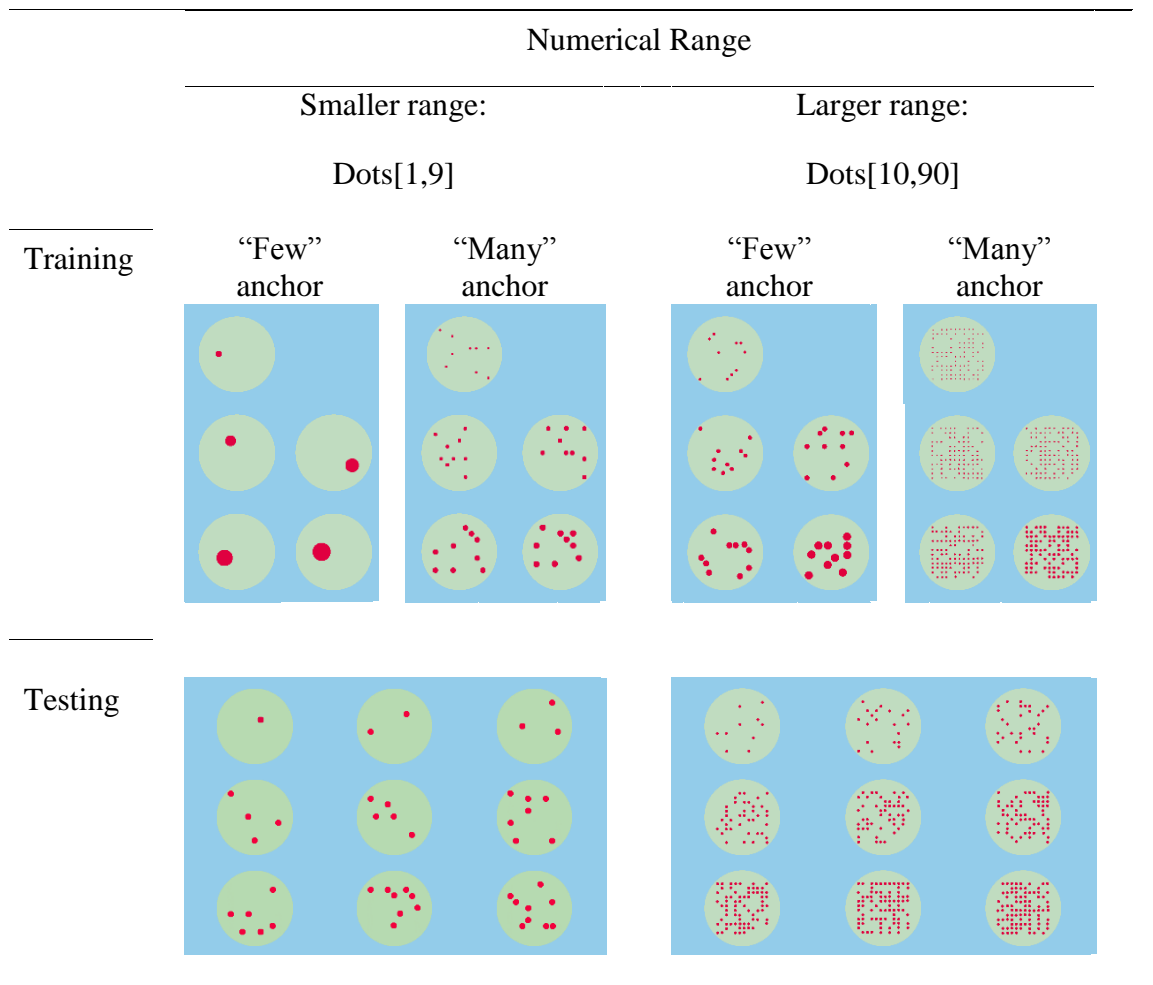 Numerical Range
Smaller range:
Larger range:
Dots[1,9]
Dots[10,90]
Training
“Few”
anchor
“Many”
anchor
“Few”
anchor
“Many”
anchor
Testing